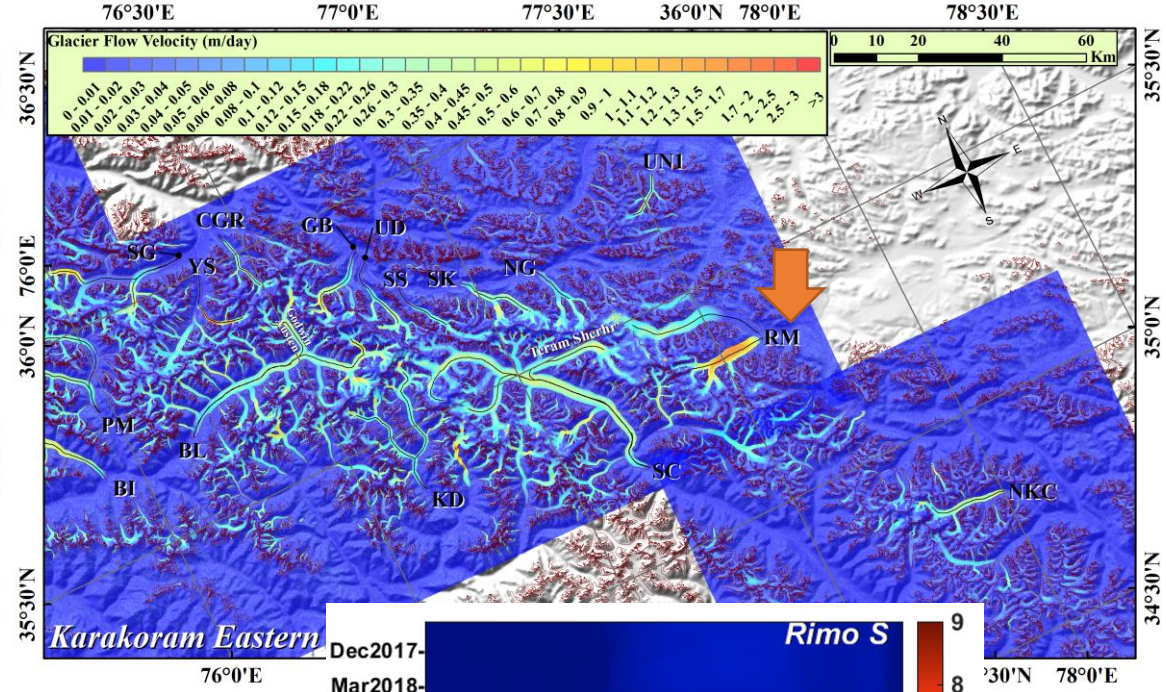 76°30'E 77°0'E 77°30'E 36°0'N 78°0'E 78°30'E
Glacier Flow Velocity (m/day)
0 - 0.01
0.01 - 0.02
0.02 - 0.03
0.03 - 0.04
0.04 - 0.05
0.05 - 0.06
0.06 - 0.08
0.08 - 0.1
0.1 - 0.12
0.12 - 0.15
0.15 - 0.18
0.18 - 0.22
0.22 - 0.26
0.26 - 0.3
0.3 - 0.35
0.35 - 0.4
0.4 - 0.45
0.45 - 0.5
0.5 - 0.6
0.6 - 0.7
0.7 - 0.8
0.8 - 0.9
0.9 - 1
1 - 1.1
1.1 - 1.2
1.2 - 1.3
1.3 - 1.5
1.5 - 1.7
1.7 - 2
2 - 2.5
2.5 - 3
>3
0 10 20 40 60
Km
36°30'N
35°30'N
N
E
W
S
UN1
CGR
GB
UD
SG
YS
SS
SK
NG
76°0'E
Godwin
Austen
Teram Sherhr
RM
35°0'N
36°0'N
PM
BL
BI
KD
SC
NKC
35°30'N
34°30'N
Karakoram Eastern
76°0'E
Dec2017-
Rimo S
9
Mar2018-
8
°30'N 78°0'E